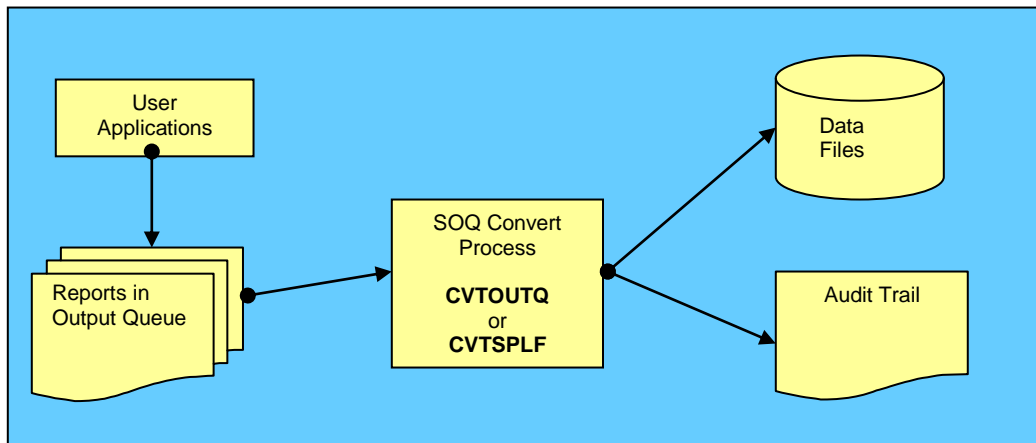 User
Applications
Reports in
Output Queue
SOQ Convert
Process
CVTOUTQ
or
CVTSPLF
Data
Files
Audit Trail